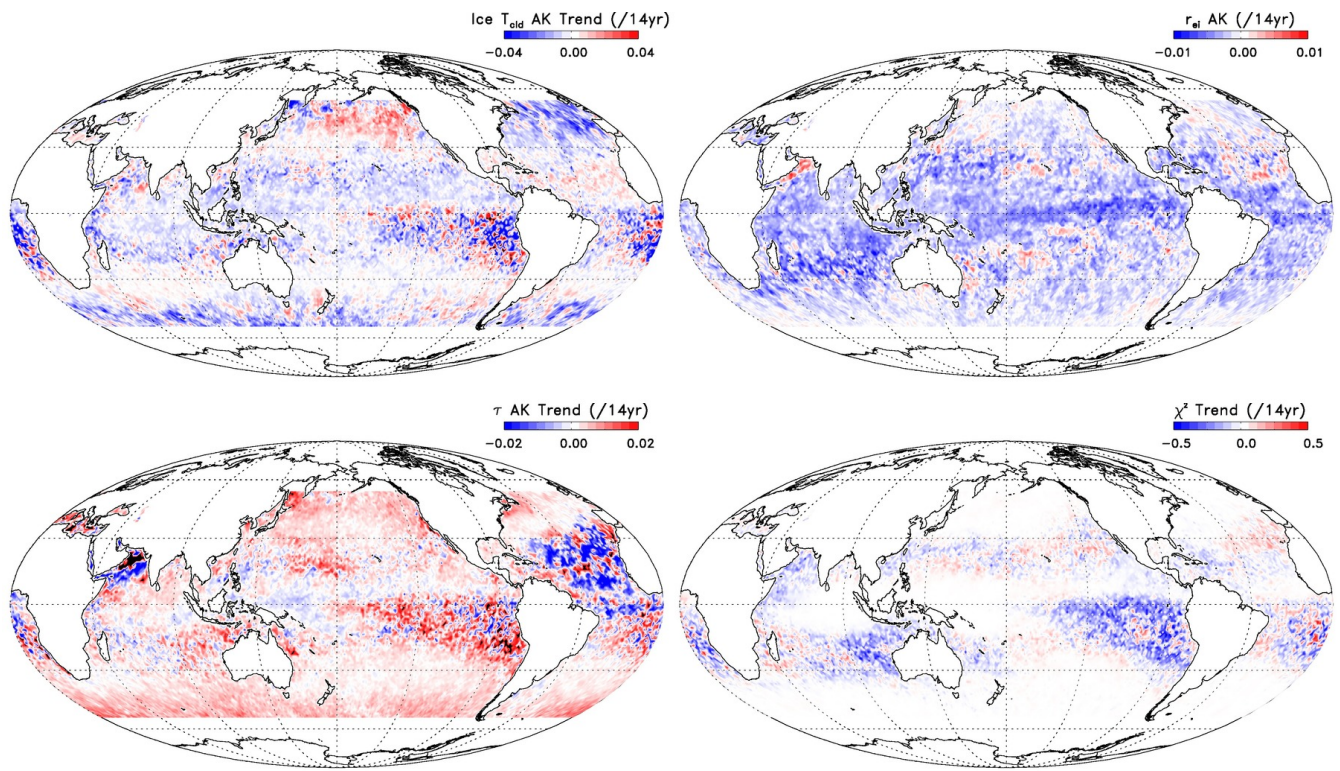 Ice T_cld AK Trend (/14yr)
−0.04 0.00 0.04
r_ei AK (/14yr)
−0.01 0.00 0.01
τ AK Trend (/14yr)
−0.02 0.00 0.02
χ² Trend (/14yr)
−0.5 0.0 0.5